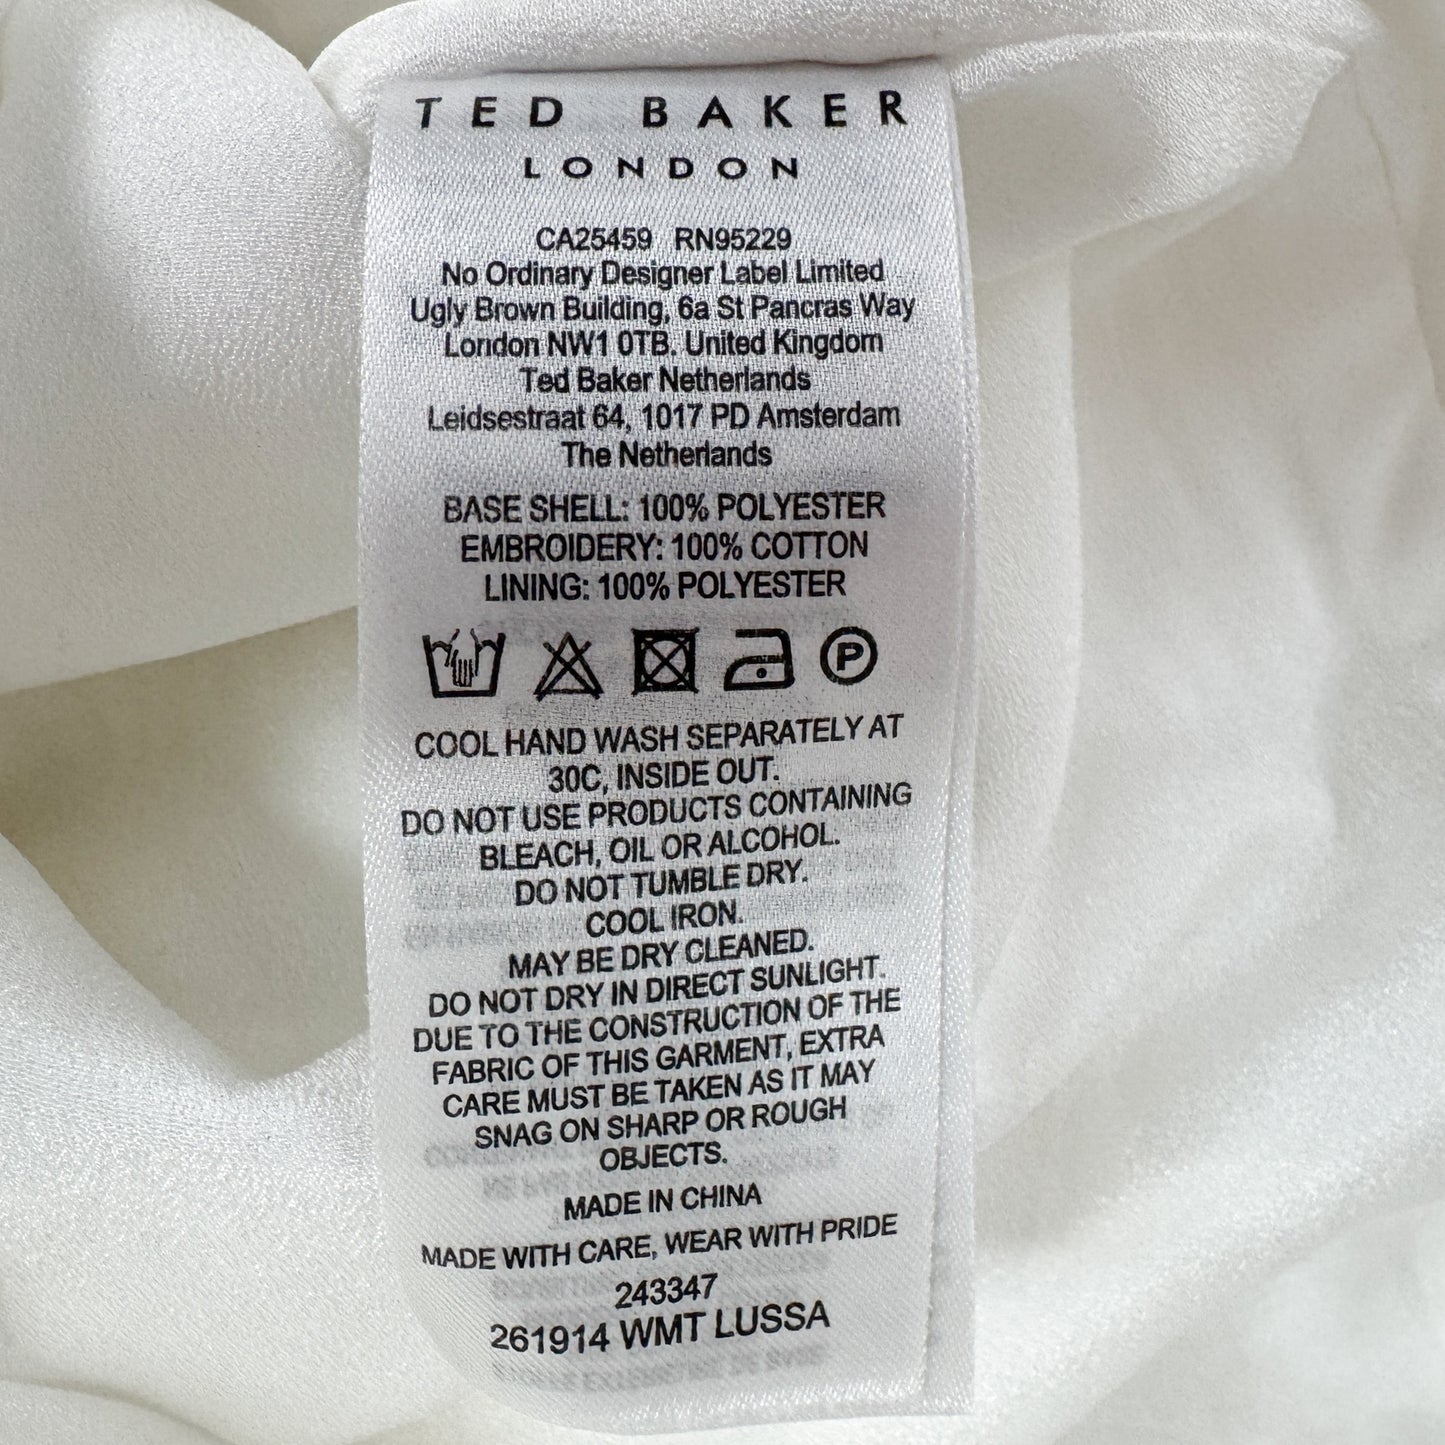 TED BAKER
LONDON
CA25459 RN95229
No Ordinary Designer Label Limited
Ugly Brown Building, 6a St Pancras Way
London NW1 0TB. United Kingdom
Ted Baker Netherlands
Leidsestraat 64, 1017 PD Amsterdam
The Netherlands
BASE SHELL: 100% POLYESTER
EMBROIDERY: 100% COTTON
LINING: 100% POLYESTER
P
COOL HAND WASH SEPARATELY AT
30C, INSIDE OUT.
DO NOT USE PRODUCTS CONTAINING
BLEACH, OIL OR ALCOHOL.
DO NOT TUMBLE DRY.
COOL IRON.
MAY BE DRY CLEANED.
DO NOT DRY IN DIRECT SUNLIGHT.
DUE TO THE CONSTRUCTION OF THE
FABRIC OF THIS GARMENT, EXTRA
CARE MUST BE TAKEN AS IT MAY
SNAG ON SHARP OR ROUGH
OBJECTS.
MADE IN CHINA
MADE WITH CARE, WEAR WITH PRIDE
243347
261914 WMT LUSSA